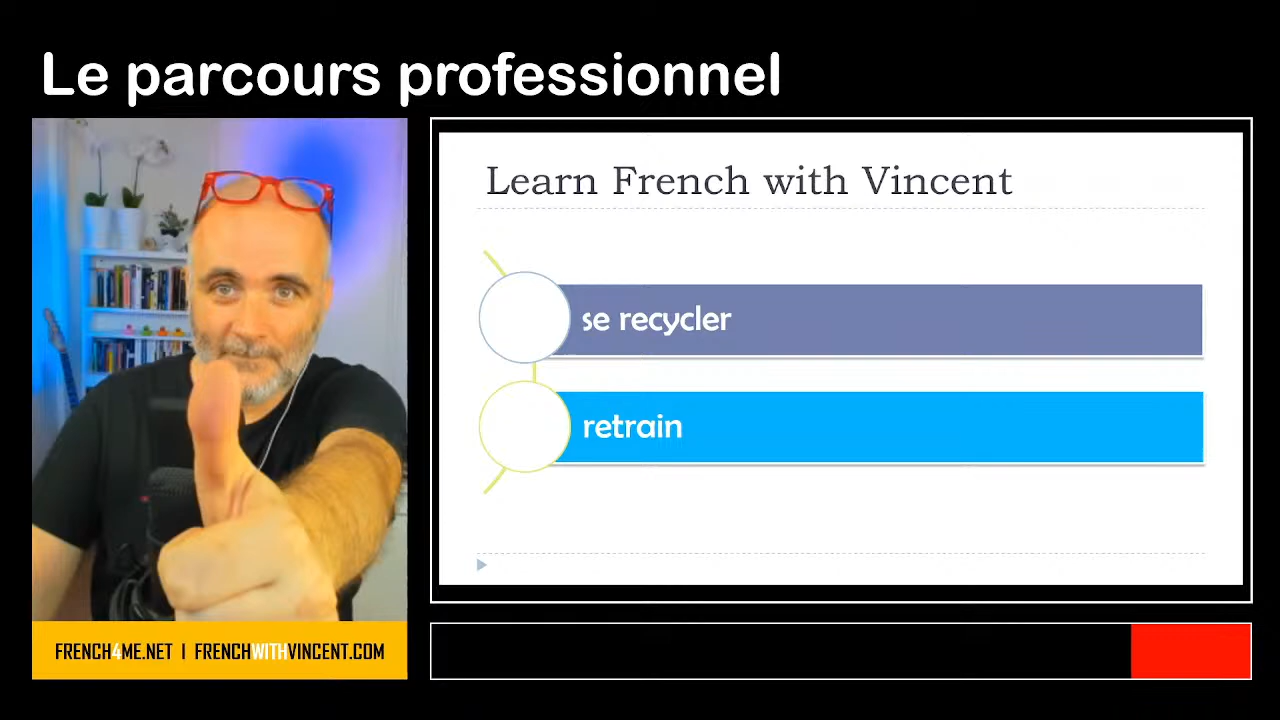 Le parcours professionnel
Learn French with Vincent
se recycler
retrain
FRENCH4ME.NET | FRENCHWITHVINCENT.COM